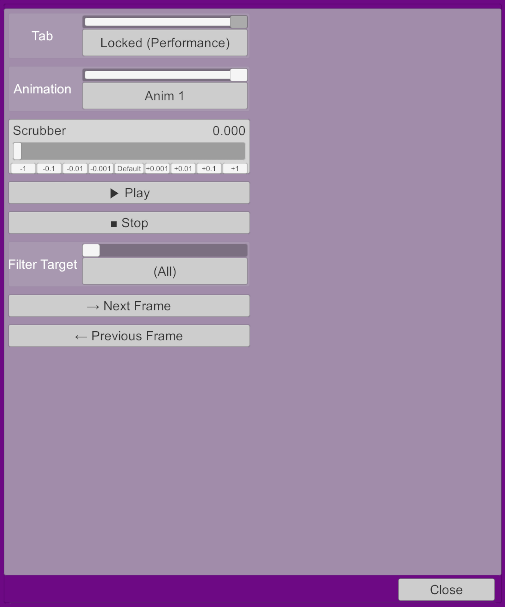 Tab
Locked (Performance)
Animation
Anim 1
Scrubber 0.000
-1 -0.1 -0.01 -0.001 Default +0.001 +0.01 +0.1 +1
▶ Play
■ Stop
Filter Target
(All)
→ Next Frame
← Previous Frame
Close